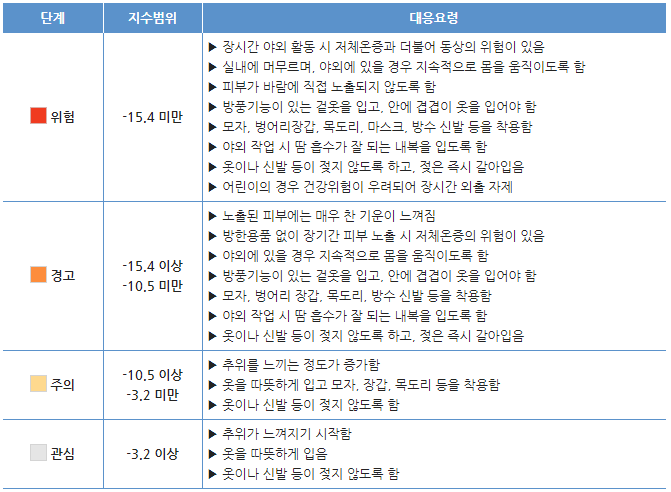 단계 지수범위 대응요령
위험 -15.4 미만
▶ 장시간 야외 활동 시 저체온증과 더불어 동상의 위험이 있음
▶ 실내에 머무르며, 야외에 있을 경우 지속적으로 몸을 움직이도록 함
▶ 피부가 바람에 직접 노출되지 않도록 함
▶ 방풍기능이 있는 겉옷을 입고, 안에 겹겹이 옷을 입어야 함
▶ 모자, 벙어리장갑, 목도리, 마스크, 방수 신발 등을 착용함
▶ 야외 작업 시 땀 흡수가 잘 되는 내복을 입도록 함
▶ 옷이나 신발 등이 젖지 않도록 하고, 젖은 즉시 갈아입음
▶ 어린이의 경우 건강위험이 우려되어 장시간 외출 자제
경고 -15.4 이상
-10.5 미만
▶ 노출된 피부에는 매우 찬 기운이 느껴짐
▶ 방한용품 없이 장기간 피부 노출 시 저체온증의 위험이 있음
▶ 야외에 있을 경우 지속적으로 몸을 움직이도록 함
▶ 방풍기능이 있는 겉옷을 입고, 안에 겹겹이 옷을 입어야 함
▶ 모자, 벙어리 장갑, 목도리, 방수 신발 등을 착용함
▶ 야외 작업 시 땀 흡수가 잘 되는 내복을 입도록 함
▶ 옷이나 신발 등이 젖지 않도록 하고, 젖은 즉시 갈아입음
주의 -10.5 이상
-3.2 미만
▶ 추위를 느끼는 정도가 증가함
▶ 옷을 따뜻하게 입고 모자, 장갑, 목도리 등을 착용함
▶ 옷이나 신발 등이 젖지 않도록 함
관심 -3.2 이상
▶ 추위가 느껴지기 시작함
▶ 옷을 따뜻하게 입음
▶ 옷이나 신발 등이 젖지 않도록 함